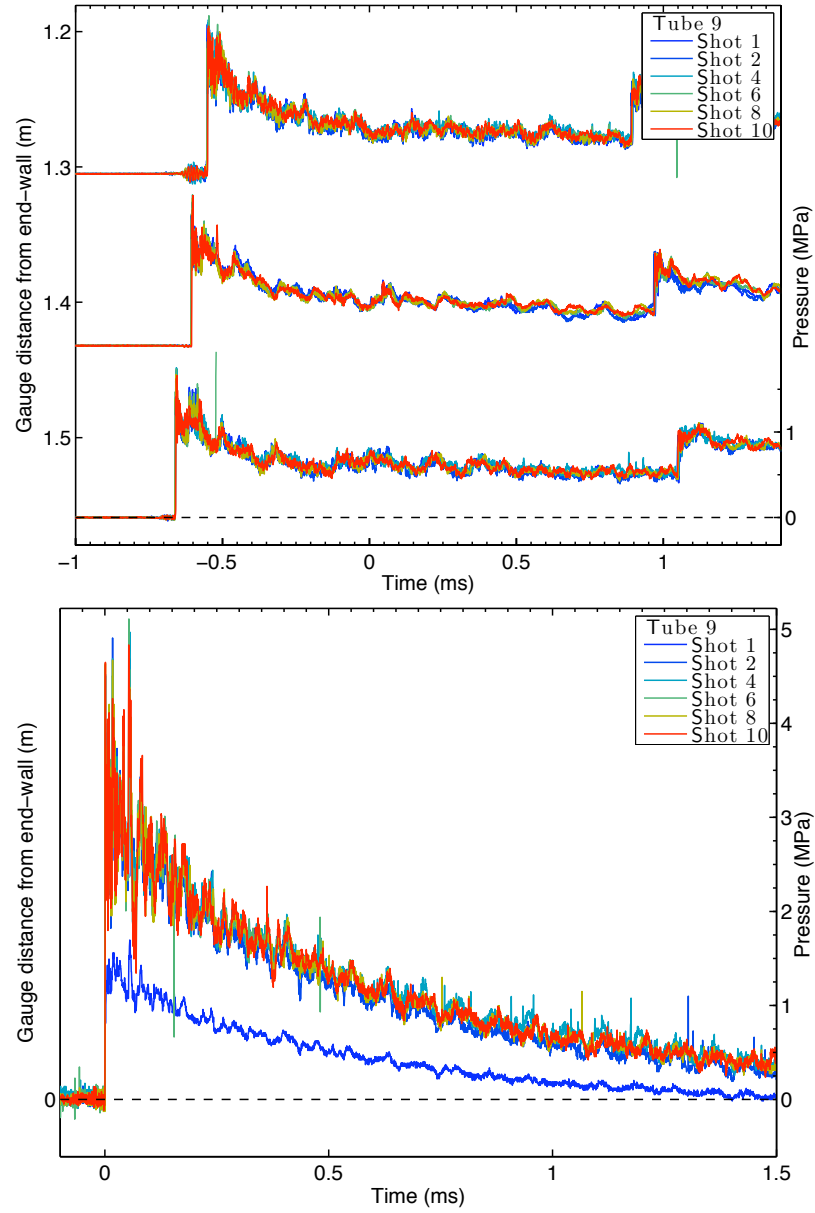 1.2
1.3
1.4
1.5
Gauge distance from end−wall (m)
Tube 9
Shot 1
Shot 2
Shot 4
Shot 6
Shot 8
Shot 10
1
0
Pressure (MPa)
−1
−0.5
0
0.5
1
Time (ms)
0
Gauge distance from end−wall (m)
Tube 9
Shot 1
Shot 2
Shot 4
Shot 6
Shot 8
Shot 10
5
4
3
2
1
0
Pressure (MPa)
0
0.5
1
1.5
Time (ms)